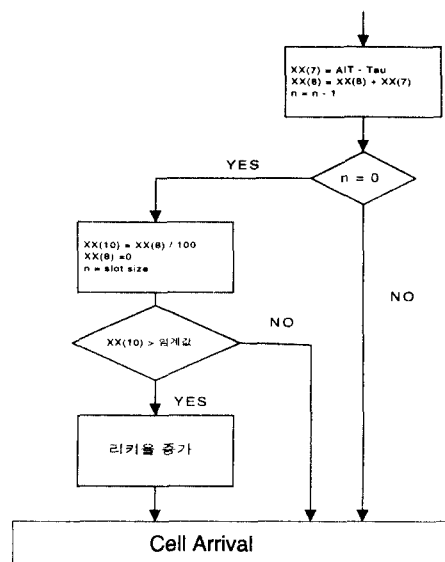 XX(7) = AIT - Tau
XX(8) = XX(8) + XX(7)
n = n - 1
YES
n = 0
XX(10) = XX(8) / 100
XX(8) =0
n = slot size
NO
NO
XX(10) > 임계값
YES
리키율 증가
Cell Arrival